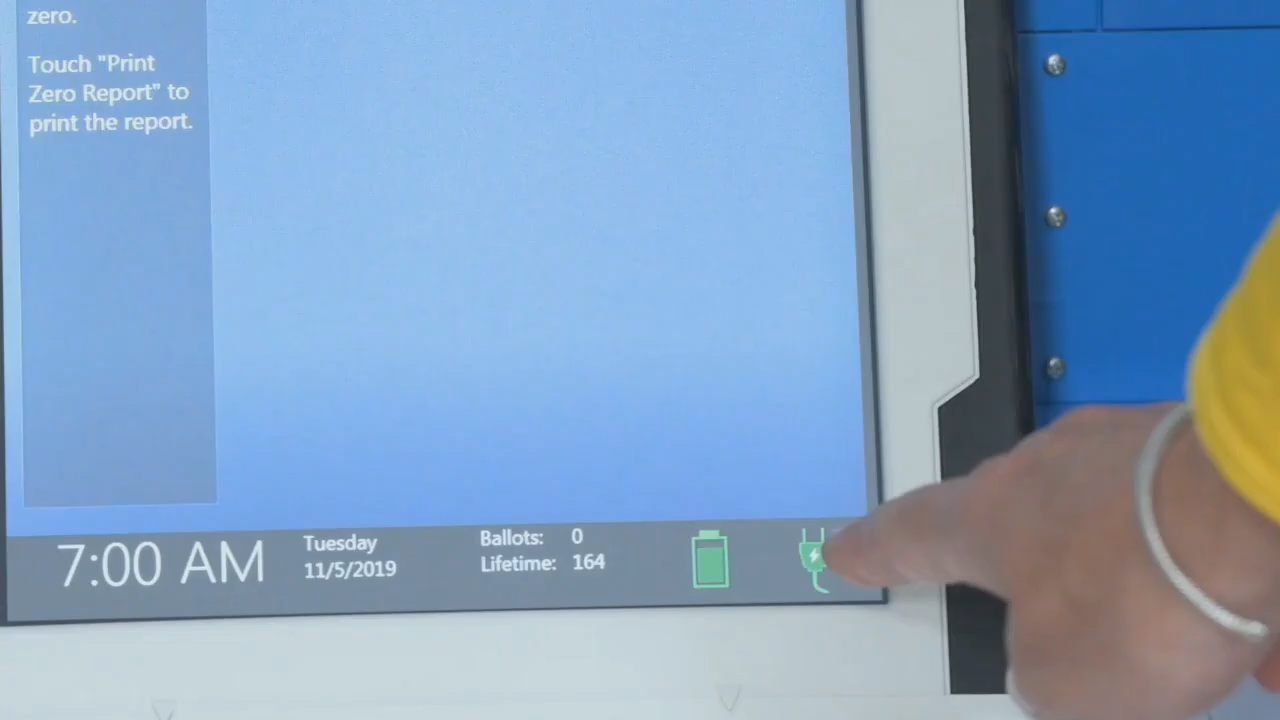 zero.
Touch "Print
Zero Report" to
print the report.
7:00 AM
Tuesday
11/5/2019
Ballots: 0
Lifetime: 164